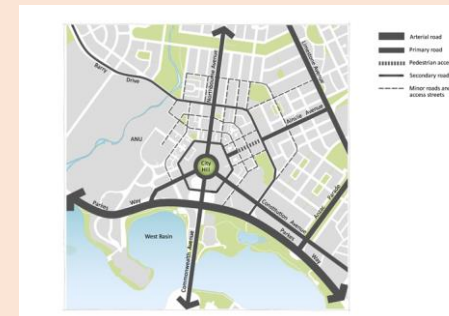 Arterial road
Primary road
Pedestrian acce
Secondary road
Minor roads an
access streets
Northbourne Avenue
Limestone Avenue
Barry
Drive
Ainslie Avenue
ANU
City
Hill
Constitution Avenue
Anzac Parade
Parkes Way
Parkes
Way
West Basin
Commonwealth Avenue